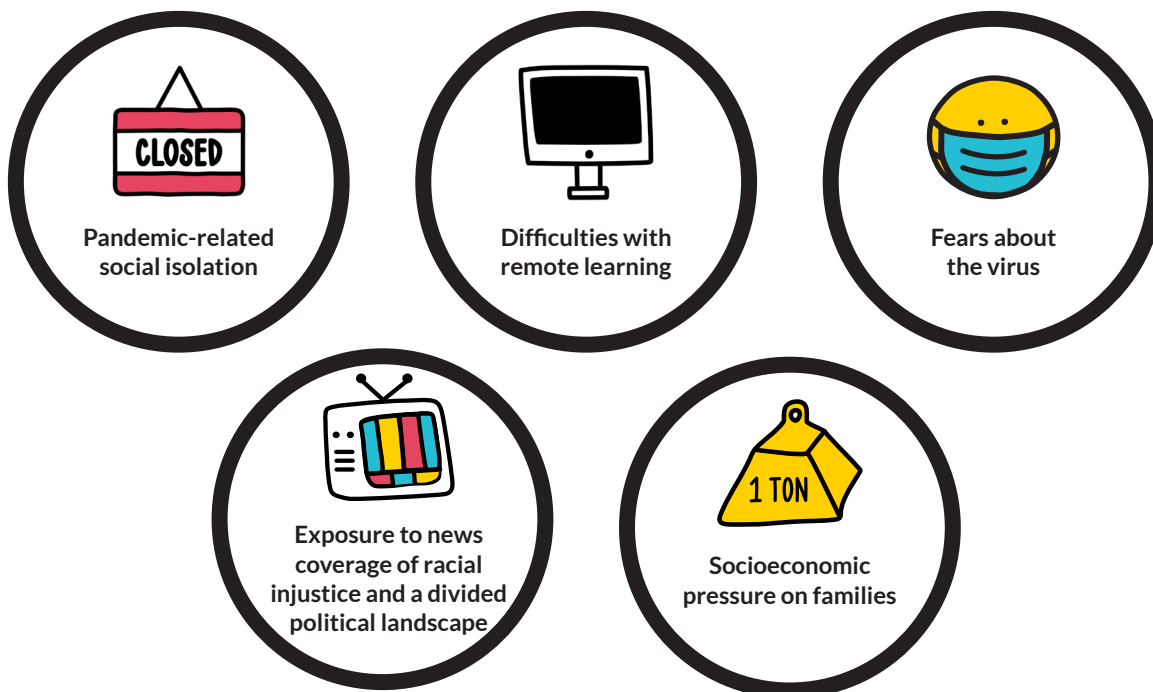 CLOSED
Pandemic-related
social isolation
Difficulties with
remote learning
Fears about
the virus
Exposure to news
coverage of racial
injustice and a divided
political landscape
1 TON
Socioeconomic
pressure on families